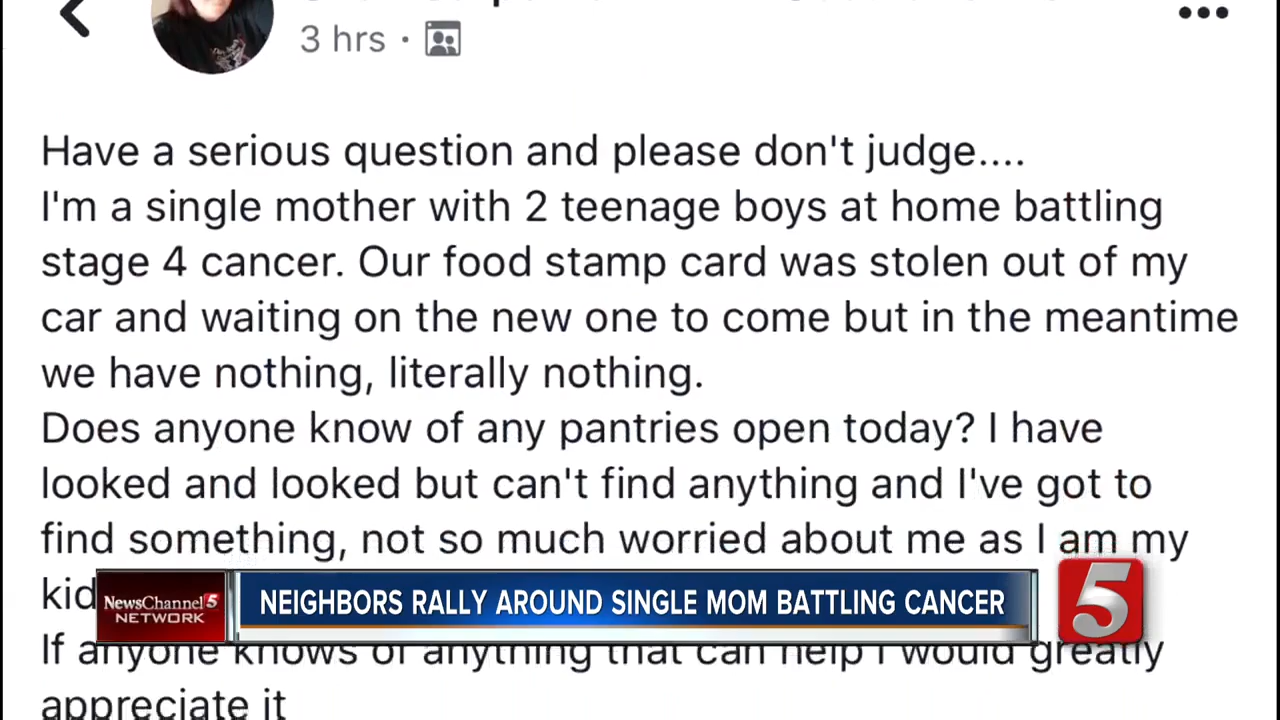 3 hrs ·
Have a serious question and please don't judge....
I'm a single mother with 2 teenage boys at home battling
stage 4 cancer. Our food stamp card was stolen out of my
car and waiting on the new one to come but in the meantime
we have nothing, literally nothing.
Does anyone know of any pantries open today? I have
looked and looked but can't find anything and I've got to
find something, not so much worried about me as I am my
kid
NewsChannel 5
NETWORK
NEIGHBORS RALLY AROUND SINGLE MOM BATTLING CANCER
5
If anyone knows of anything that can help I would greatly
appreciate it